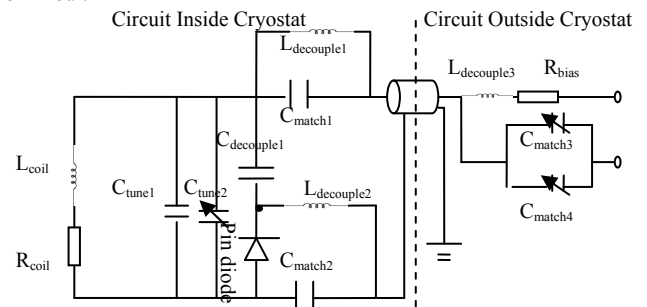 Circuit Inside Cryostat
Circuit Outside Cryostat
Ldecouple1
Ldecouple3
Rbias
Cmatch1
Cmatch3
Cdecouple1
Lcoil
Ctune1
Ctune2
Ldecouple2
Cmatch4
Pin diode
Rcoil
Cmatch2